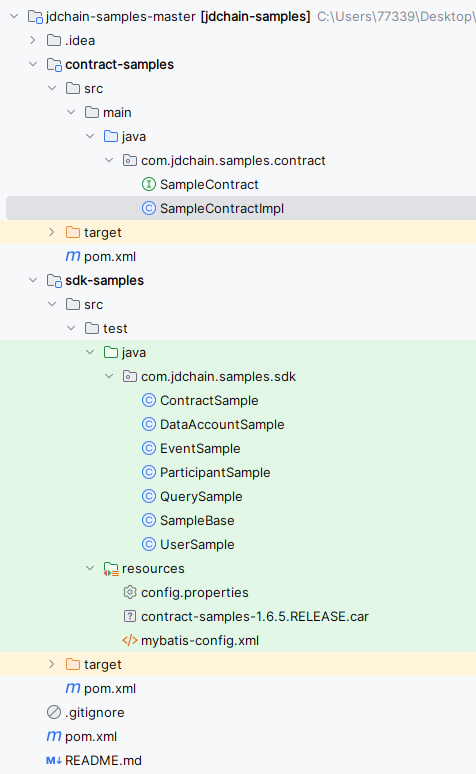 jdchain-samples-master [jdchain-samples] C:\Users\77339\Desktop\
.idea
contract-samples
src
main
java
com.jdchain.samples.contract
SampleContract
SampleContractImpl
target
pom.xml
sdk-samples
src
test
java
com.jdchain.samples.sdk
ContractSample
DataAccountSample
EventSample
ParticipantSample
QuerySample
SampleBase
UserSample
resources
config.properties
contract-samples-1.6.5.RELEASE.car
mybatis-config.xml
target
pom.xml
.gitignore
pom.xml
README.md